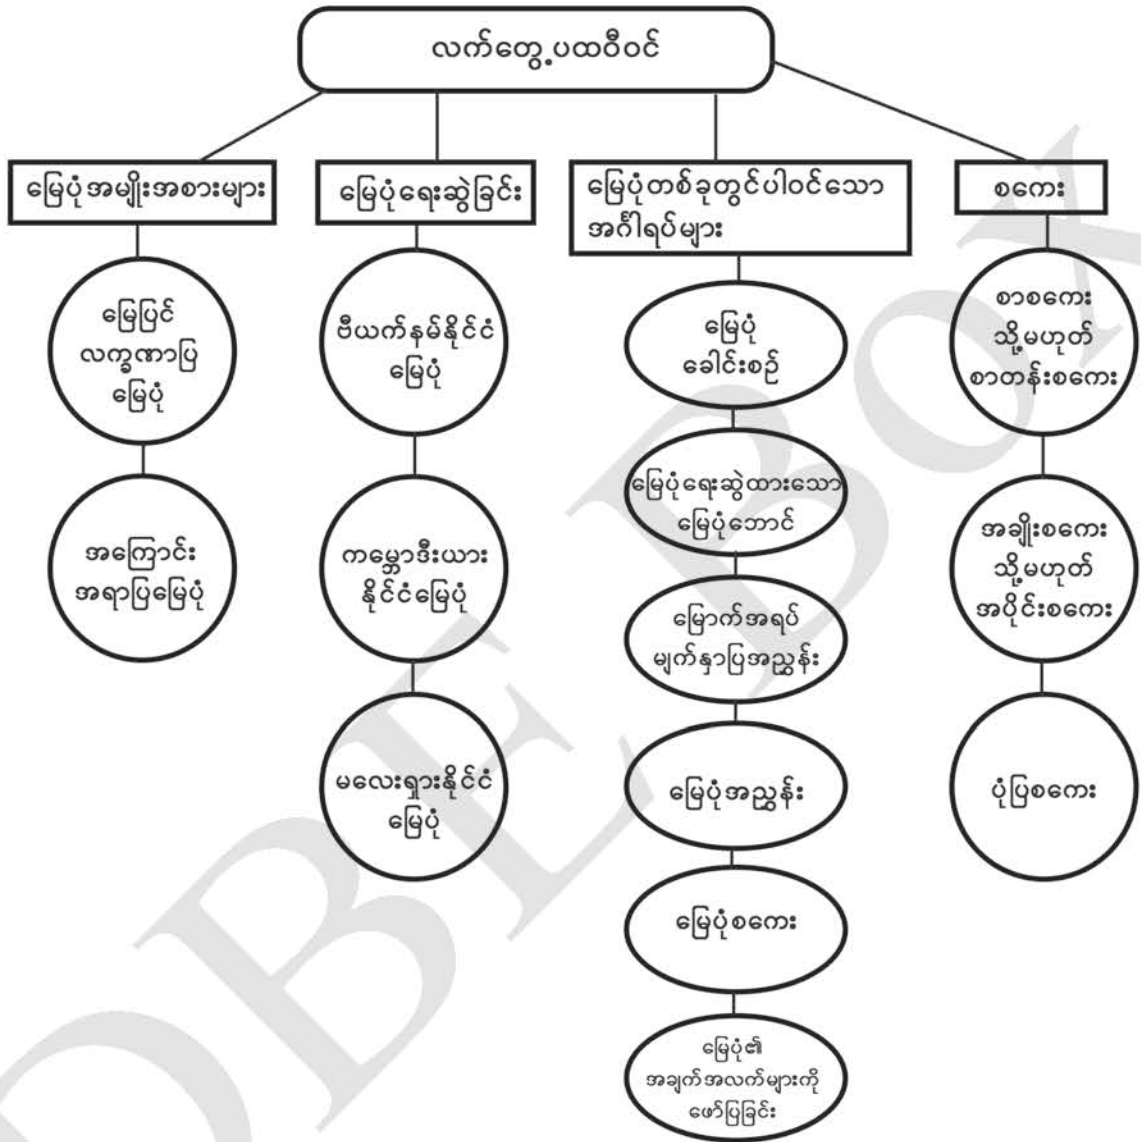 လက်တွေ့ပထဝီဝင်
မြေပုံအမျိုးအစားများ
မြေပြင်
လက္ခဏာပြ
မြေပုံ
အကြောင်း
အရာပြမြေပုံ
မြေပုံရေးဆွဲခြင်း
ဗီယက်နမ်နိုင်ငံ
မြေပုံ
ကမ္ဘောဒီးယား
နိုင်ငံမြေပုံ
မလေးရှားနိုင်ငံ
မြေပုံ
မြေပုံတစ်ခုတွင်ပါဝင်သော
အင်္ဂါရပ်များ
မြေပုံ
ခေါင်းစဉ်
မြေပုံရေးဆွဲထားသော
မြေပုံဘောင်
မြောက်အရပ်
မျက်နှာပြအညွှန်း
မြေပုံအညွှန်း
မြေပုံစကေး
မြေပုံ၏
အချက်အလက်များကို
ဖော်ပြခြင်း
စကေး
စာစကေး
သို့မဟုတ်
စာတန်းစကေး
အချိုးစကေး
သို့မဟုတ်
အပိုင်းစကေး
ပုံပြစကေး
DBE Box